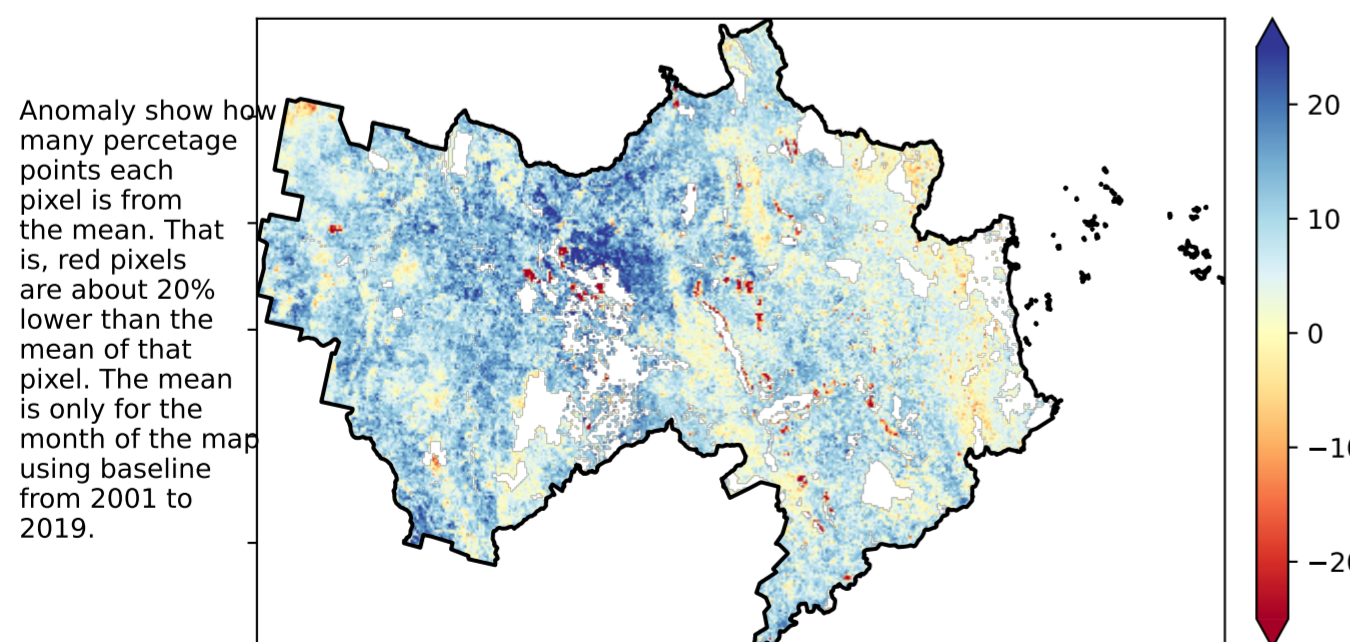 Anomaly show how
many percetage
points each
pixel is from
the mean. That
is, red pixels
are about 20%
lower than the
mean of that
pixel. The mean
is only for the
month of the map
using baseline
from 2001 to
2019.
20
10
0
−10
−20